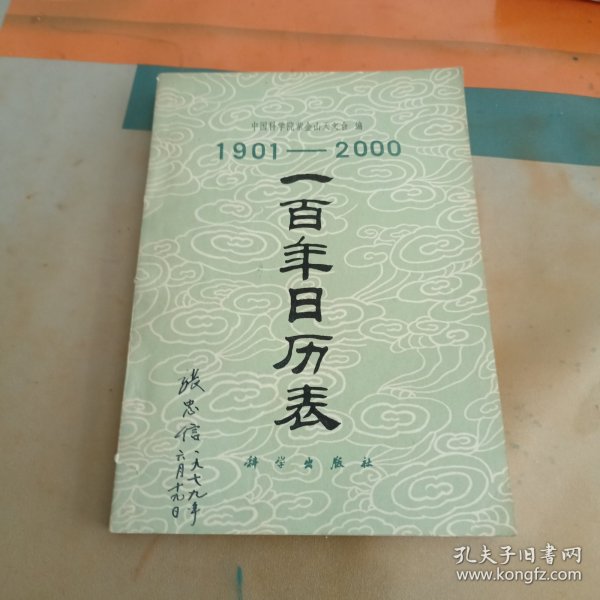 中国科学院紫金山天文台 编
1901—2000
一百年日历表
张忠信 一九七九年
六月十九日
科学出版社
孔夫子旧书网
www.kongfz.com